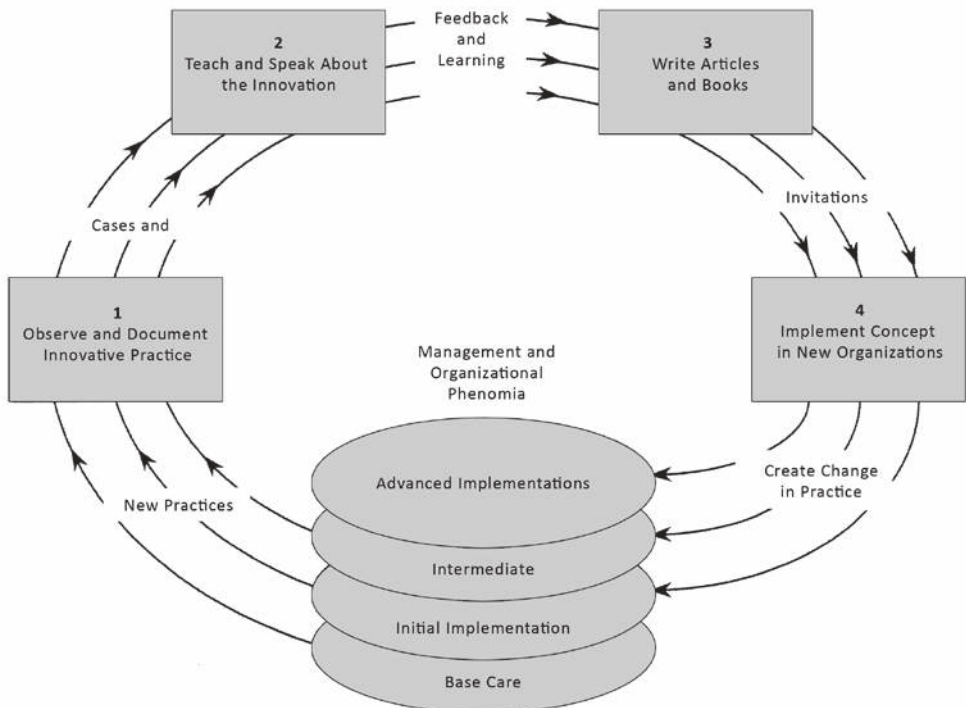 2
Teach and Speak About
the Innovation
Feedback
and
Learning
3
Write Articles
and Books
Cases and
Invitations
1
Observe and Document
Innovative Practice
4
Implement Concept
in New Organizations
Management and
Organizational
Phenomia
Advanced Implementations
Create Change
in Practice
New Practices
Intermediate
Initial Implementation
Base Care